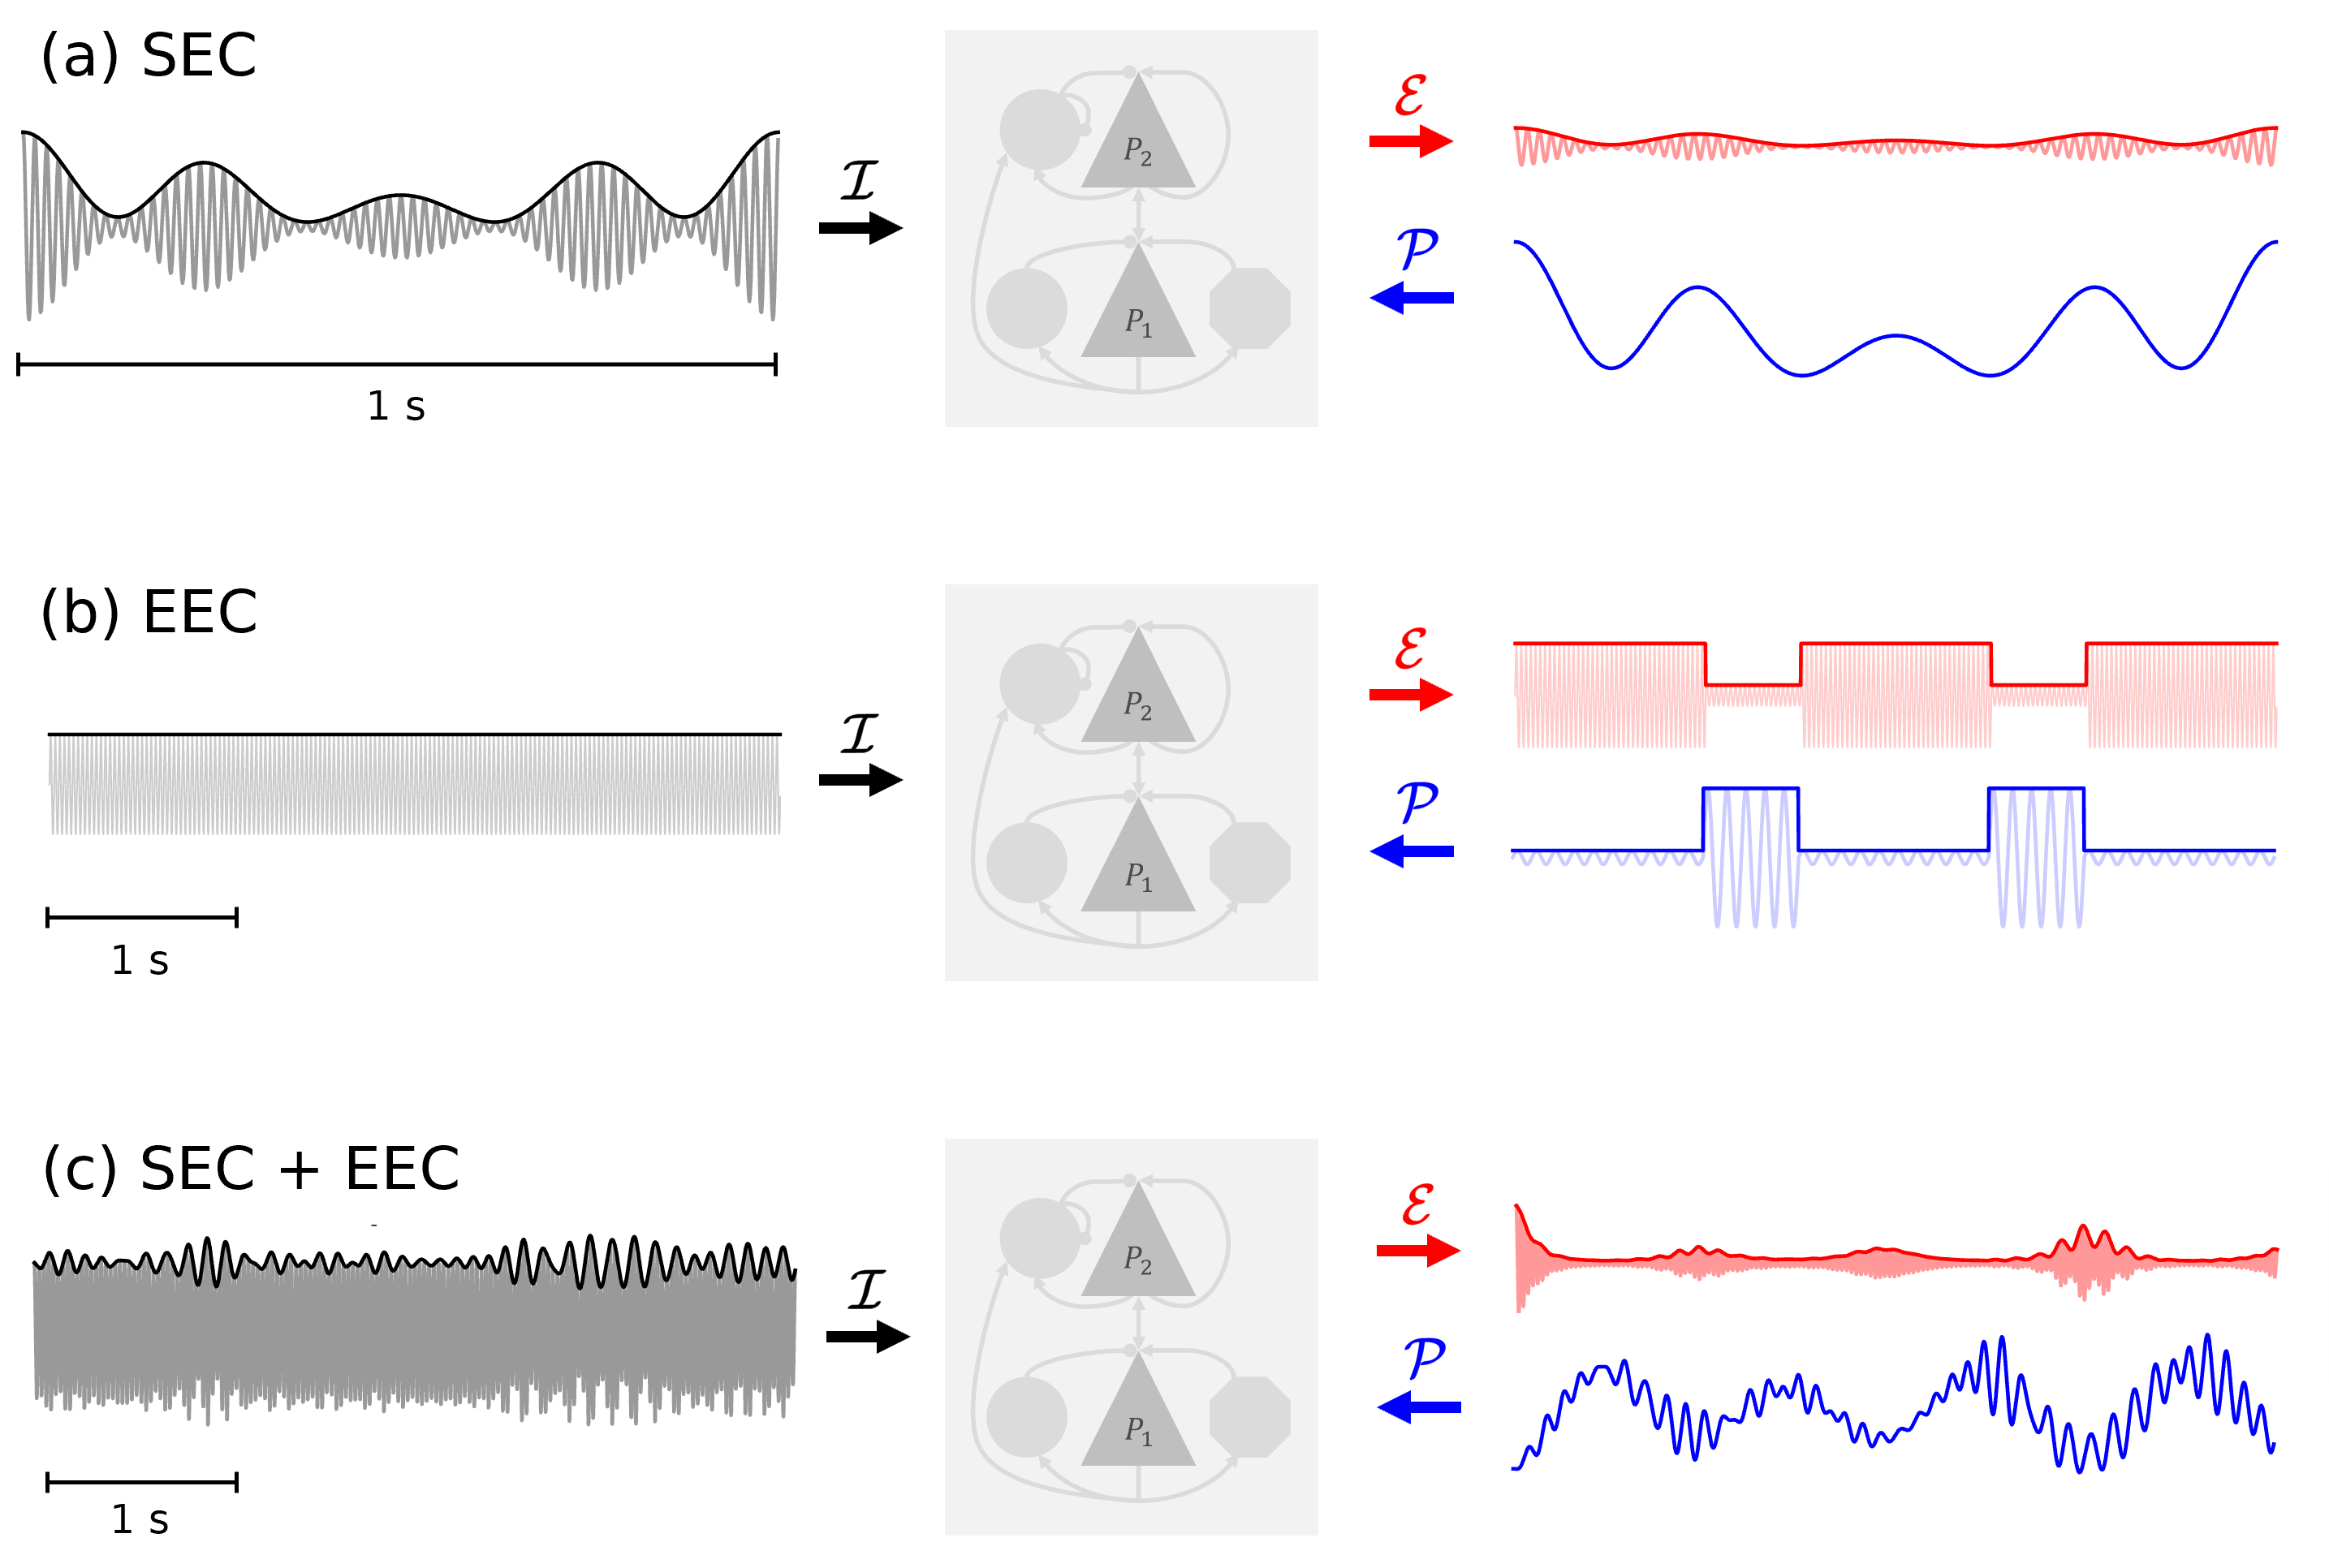 (a) SEC
ℐ
P₂
P₁
ℰ
𝒫
1 s
(b) EEC
ℐ
P₂
P₁
ℰ
𝒫
1 s
(c) SEC + EEC
ℐ
P₂
P₁
ℰ
𝒫
1 s